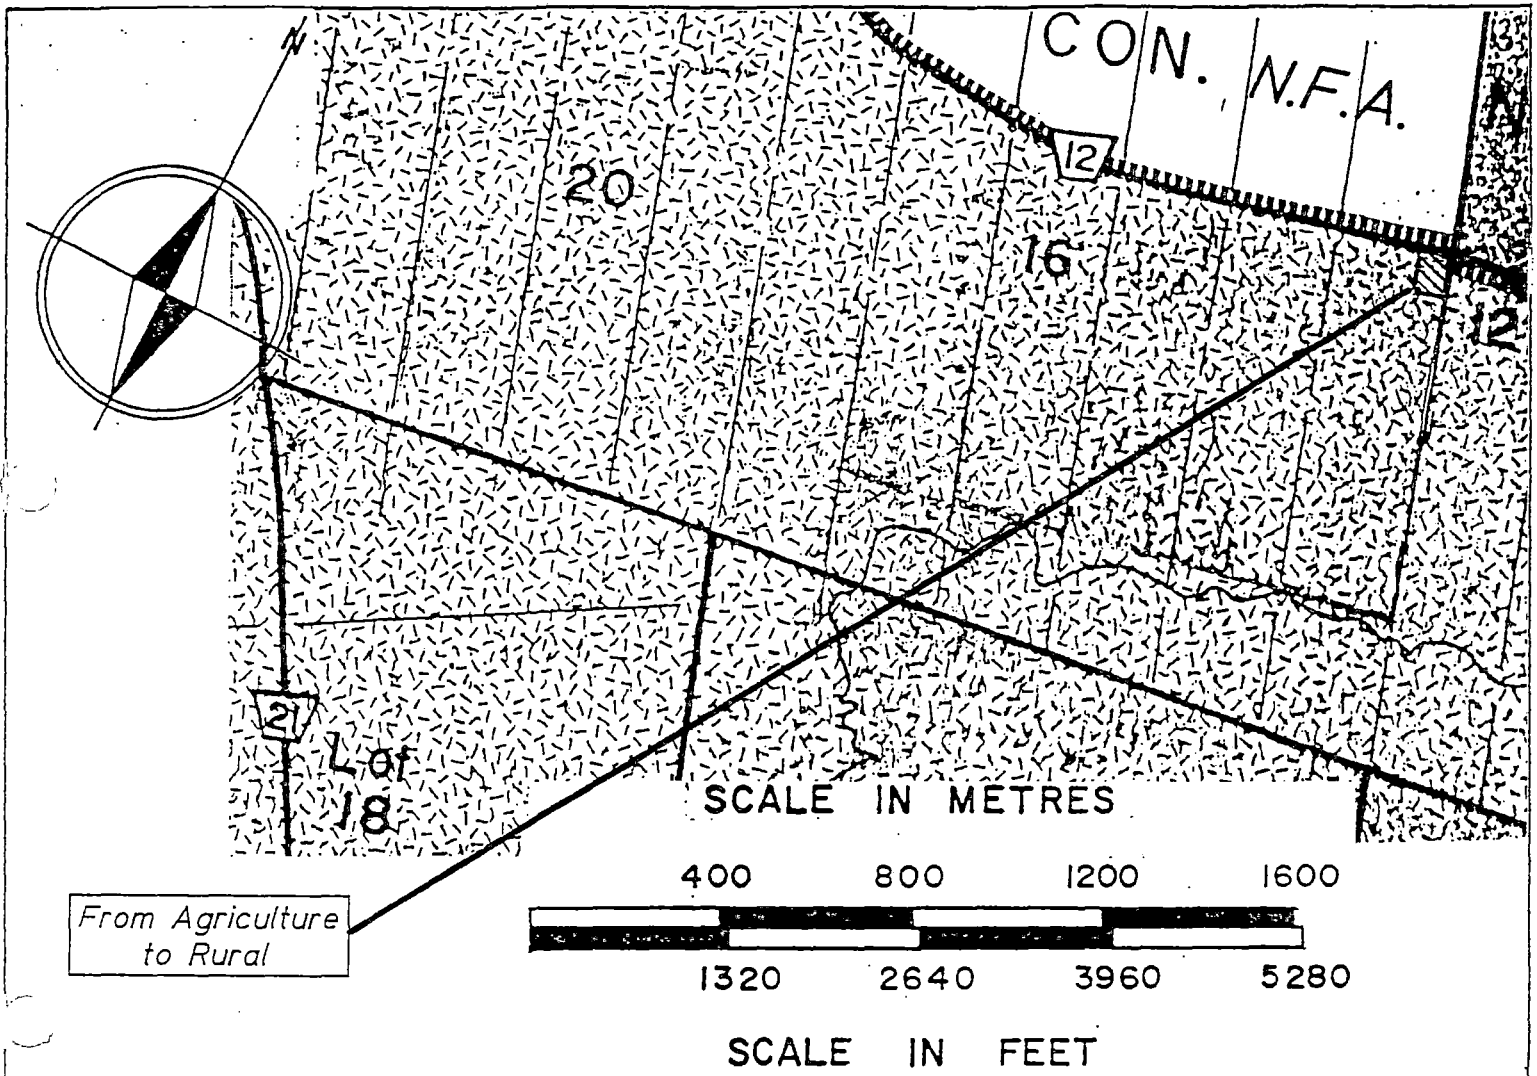 N
CON. N.F.A.
20
12
16
12
2
Lot
18
SCALE IN METRES
400 800 1200 1600
From Agriculture
to Rural
1320 2640 3960 5280
SCALE IN FEET